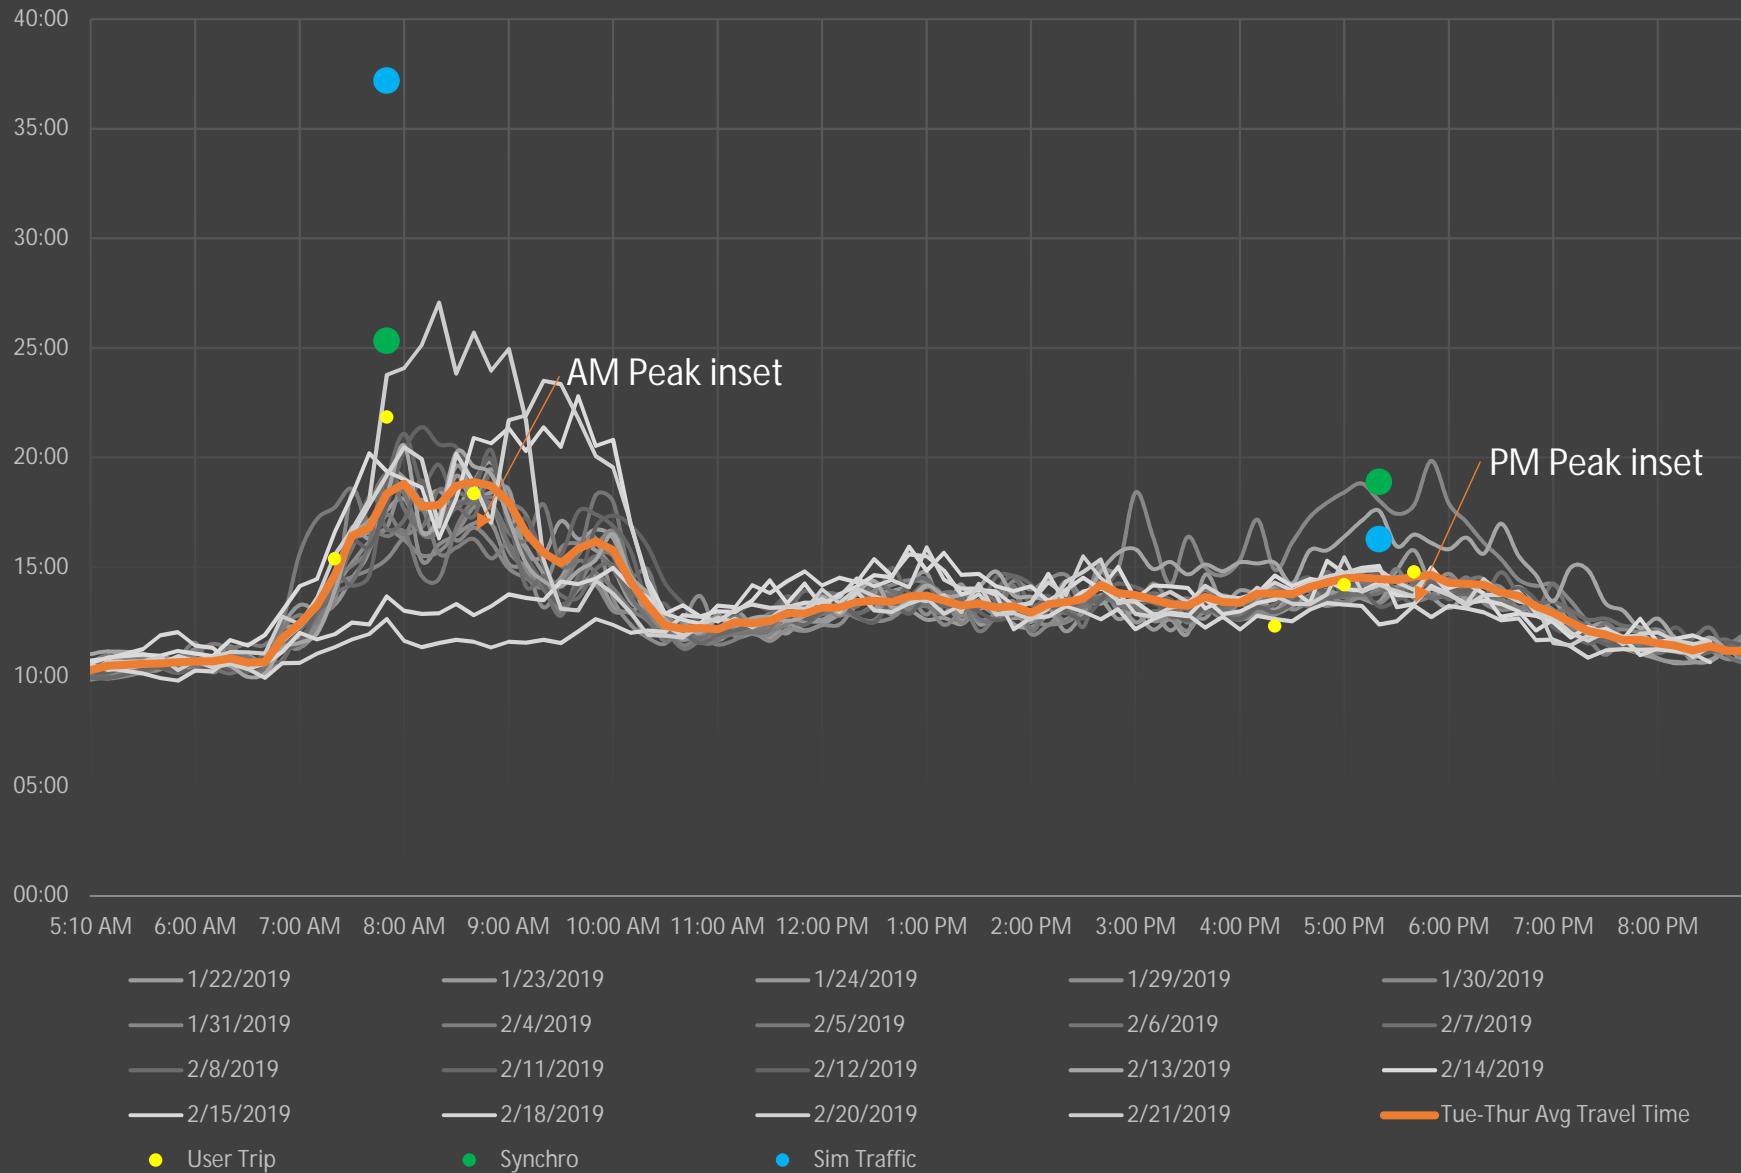 40:00
35:00
30:00
25:00
AM Peak inset
20:00
PM Peak inset
15:00
10:00
05:00
00:00
5:10 AM 6:00 AM 7:00 AM 8:00 AM 9:00 AM 10:00 AM 11:00 AM 12:00 PM 1:00 PM 2:00 PM 3:00 PM 4:00 PM 5:00 PM 6:00 PM 7:00 PM 8:00 PM
1/22/2019 1/23/2019 1/24/2019 1/29/2019 1/30/2019
1/31/2019 2/4/2019 2/5/2019 2/6/2019 2/7/2019
2/8/2019 2/11/2019 2/12/2019 2/13/2019 2/14/2019
2/15/2019 2/18/2019 2/20/2019 2/21/2019 Tue-Thur Avg Travel Time
User Trip Synchro Sim Traffic